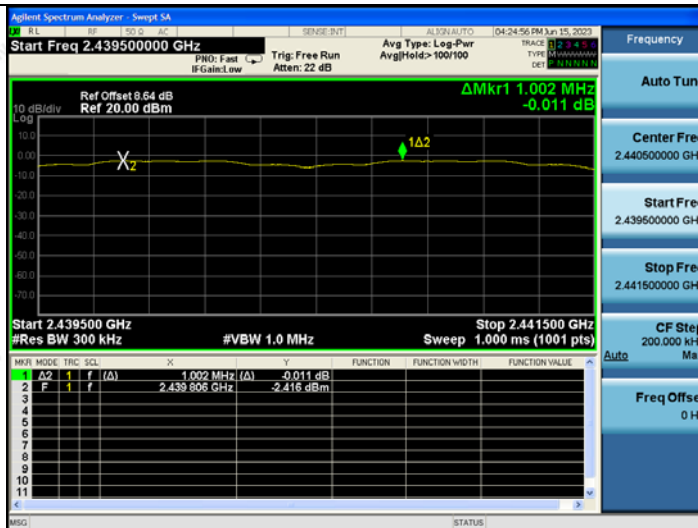 Agilent Spectrum Analyzer - Swept SA
RL RF 50 Ω AC SENSE:INT ALIGN AUTO 04:24:56 PM Jun 15, 2023
Start Freq 2.439500000 GHz
PNO: Fast
IFGain:Low
Trig: Free Run
Atten: 22 dB
Avg Type: Log-Pwr
Avg|Hold:> 100/100
TRACE 1 2 3 4 5 6
TYPE M
DET P N N N N N
Ref Offset 8.64 dB
Ref 20.00 dBm
ΔMkr1 1.002 MHz
-0.011 dB
10 dB/div
Log
10.0
0.00
-10.0
-20.0
-30.0
-40.0
-50.0
-60.0
-70.0
X2
1Δ2
Start 2.439500 GHz
Stop 2.441500 GHz
#Res BW 300 kHz
#VBW 1.0 MHz
Sweep 1.000 ms (1001 pts)
MKR MODE TRC SCL X Y FUNCTION FUNCTION WIDTH FUNCTION VALUE
1 Δ2 1 f (Δ) 1.002 MHz (Δ) -0.011 dB
2 F 1 f 2.439 806 GHz -2.416 dBm
3
4
5
6
7
8
9
10
11
MSG
STATUS
Frequency
Auto Tun
Center Fre
2.440500000 GH
Start Fre
2.439500000 GH
Stop Fre
2.441500000 GH
CF Ste
200.000 kH
Auto Ma
Freq Offse
0 H